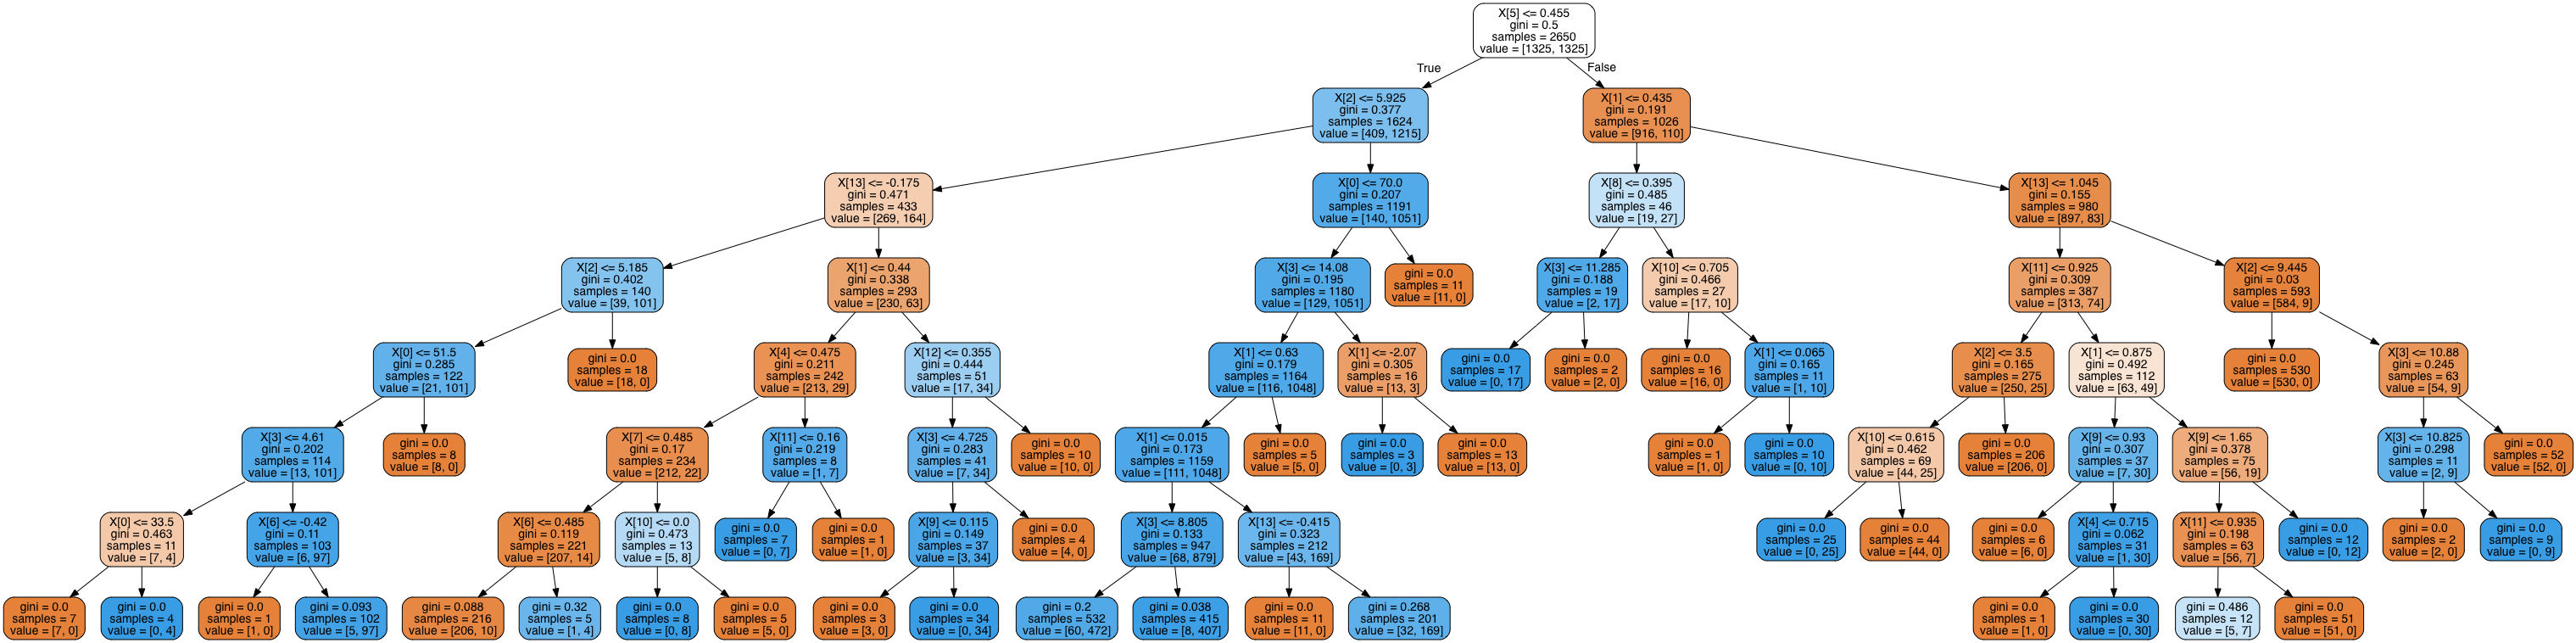 X[5] <= 0.455
gini = 0.5
samples = 2650
value = [1325, 1325]
True
False
X[2] <= 5.925
gini = 0.377
samples = 1624
value = [409, 1215]
X[1] <= 0.435
gini = 0.191
samples = 1026
value = [916, 110]
X[13] <= -0.175
gini = 0.471
samples = 433
value = [269, 164]
X[0] <= 70.0
gini = 0.207
samples = 1191
value = [140, 1051]
X[8] <= 0.395
gini = 0.485
samples = 46
value = [19, 27]
X[13] <= 1.045
gini = 0.155
samples = 980
value = [897, 83]
X[2] <= 5.185
gini = 0.402
samples = 140
value = [39, 101]
X[1] <= 0.44
gini = 0.338
samples = 293
value = [230, 63]
X[3] <= 14.08
gini = 0.195
samples = 1180
value = [129, 1051]
gini = 0.0
samples = 11
value = [11, 0]
X[3] <= 11.285
gini = 0.188
samples = 19
value = [2, 17]
X[10] <= 0.705
gini = 0.466
samples = 27
value = [17, 10]
X[11] <= 0.925
gini = 0.309
samples = 387
value = [313, 74]
X[2] <= 9.445
gini = 0.03
samples = 593
value = [584, 9]
X[0] <= 51.5
gini = 0.285
samples = 122
value = [21, 101]
gini = 0.0
samples = 18
value = [18, 0]
X[4] <= 0.475
gini = 0.211
samples = 242
value = [213, 29]
X[12] <= 0.355
gini = 0.444
samples = 51
value = [17, 34]
X[1] <= 0.63
gini = 0.179
samples = 1164
value = [116, 1048]
X[1] <= -2.07
gini = 0.305
samples = 16
value = [13, 3]
gini = 0.0
samples = 17
value = [0, 17]
gini = 0.0
samples = 2
value = [2, 0]
gini = 0.0
samples = 16
value = [16, 0]
X[1] <= 0.065
gini = 0.165
samples = 11
value = [1, 10]
X[2] <= 3.5
gini = 0.165
samples = 275
value = [250, 25]
X[1] <= 0.875
gini = 0.492
samples = 112
value = [63, 49]
gini = 0.0
samples = 530
value = [530, 0]
X[3] <= 10.88
gini = 0.245
samples = 63
value = [54, 9]
X[3] <= 4.61
gini = 0.202
samples = 114
value = [13, 101]
gini = 0.0
samples = 8
value = [8, 0]
X[7] <= 0.485
gini = 0.17
samples = 234
value = [212, 22]
X[11] <= 0.16
gini = 0.219
samples = 8
value = [1, 7]
X[3] <= 4.725
gini = 0.283
samples = 41
value = [7, 34]
gini = 0.0
samples = 10
value = [10, 0]
X[1] <= 0.015
gini = 0.173
samples = 1159
value = [111, 1048]
gini = 0.0
samples = 5
value = [5, 0]
gini = 0.0
samples = 3
value = [0, 3]
gini = 0.0
samples = 13
value = [13, 0]
gini = 0.0
samples = 1
value = [1, 0]
gini = 0.0
samples = 10
value = [0, 10]
X[10] <= 0.615
gini = 0.462
samples = 69
value = [44, 25]
gini = 0.0
samples = 206
value = [206, 0]
X[9] <= 0.93
gini = 0.307
samples = 37
value = [7, 30]
X[9] <= 1.65
gini = 0.378
samples = 75
value = [56, 19]
X[3] <= 10.825
gini = 0.298
samples = 11
value = [2, 9]
gini = 0.0
samples = 52
value = [52, 0]
X[0] <= 33.5
gini = 0.463
samples = 11
value = [7, 4]
X[6] <= -0.42
gini = 0.11
samples = 103
value = [6, 97]
X[6] <= 0.485
gini = 0.119
samples = 221
value = [207, 14]
X[10] <= 0.0
gini = 0.473
samples = 13
value = [5, 8]
gini = 0.0
samples = 7
value = [0, 7]
gini = 0.0
samples = 1
value = [1, 0]
X[9] <= 0.115
gini = 0.149
samples = 37
value = [3, 34]
gini = 0.0
samples = 4
value = [4, 0]
X[3] <= 8.805
gini = 0.133
samples = 947
value = [68, 879]
X[13] <= -0.415
gini = 0.323
samples = 212
value = [43, 169]
gini = 0.0
samples = 25
value = [0, 25]
gini = 0.0
samples = 44
value = [44, 0]
gini = 0.0
samples = 6
value = [6, 0]
X[4] <= 0.715
gini = 0.062
samples = 31
value = [1, 30]
X[11] <= 0.935
gini = 0.198
samples = 63
value = [56, 7]
gini = 0.0
samples = 12
value = [0, 12]
gini = 0.0
samples = 2
value = [2, 0]
gini = 0.0
samples = 9
value = [0, 9]
gini = 0.0
samples = 7
value = [7, 0]
gini = 0.0
samples = 4
value = [0, 4]
gini = 0.0
samples = 1
value = [1, 0]
gini = 0.093
samples = 102
value = [5, 97]
gini = 0.088
samples = 216
value = [206, 10]
gini = 0.32
samples = 5
value = [1, 4]
gini = 0.0
samples = 8
value = [0, 8]
gini = 0.0
samples = 5
value = [5, 0]
gini = 0.0
samples = 3
value = [3, 0]
gini = 0.0
samples = 34
value = [0, 34]
gini = 0.2
samples = 532
value = [60, 472]
gini = 0.038
samples = 415
value = [8, 407]
gini = 0.0
samples = 11
value = [11, 0]
gini = 0.268
samples = 201
value = [32, 169]
gini = 0.0
samples = 1
value = [1, 0]
gini = 0.0
samples = 30
value = [0, 30]
gini = 0.486
samples = 12
value = [5, 7]
gini = 0.0
samples = 51
value = [51, 0]